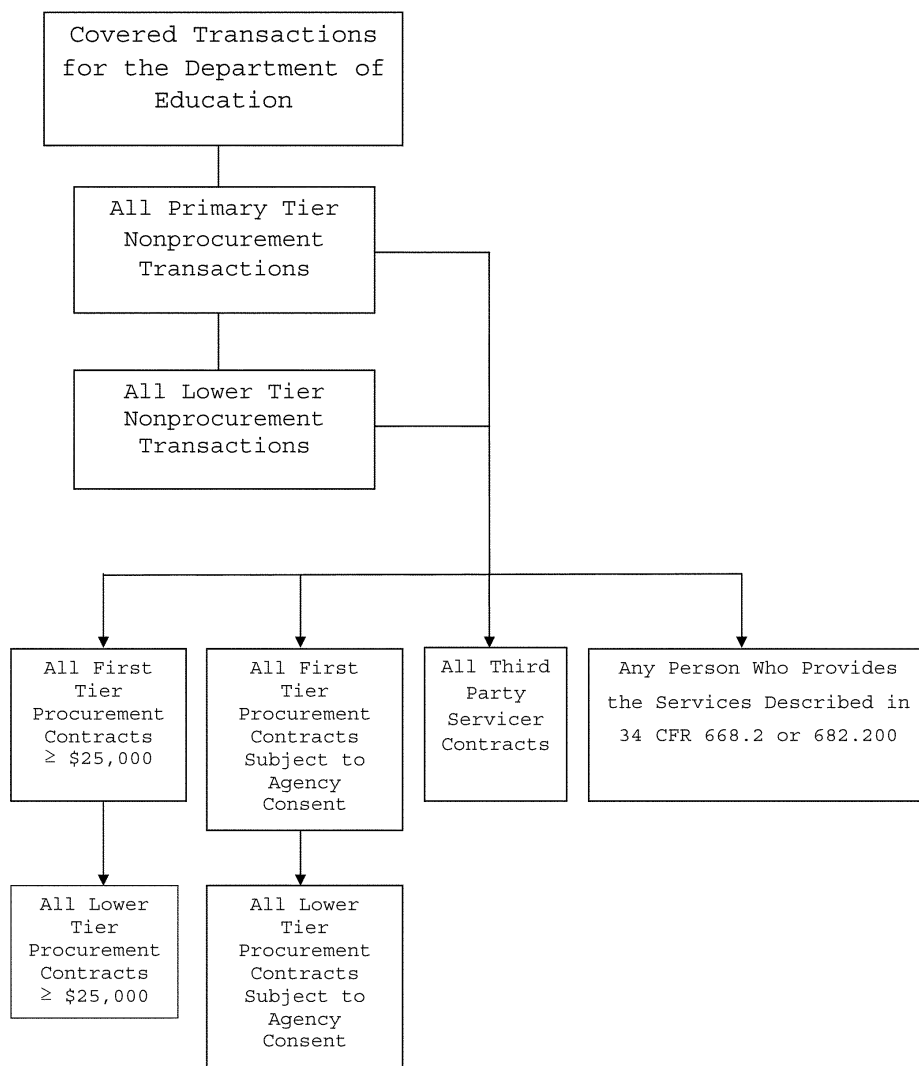 Covered Transactions
for the Department of
Education
All Primary Tier
Nonprocurement
Transactions
All Lower Tier
Nonprocurement
Transactions
All First
Tier
Procurement
Contracts
≥ $25,000
All First
Tier
Procurement
Contracts
Subject to
Agency
Consent
All Third
Party
Servicer
Contracts
Any Person Who Provides
the Services Described in
34 CFR 668.2 or 682.200
All Lower
Tier
Procurement
Contracts
≥ $25,000
All Lower
Tier
Procurement
Contracts
Subject to
Agency
Consent